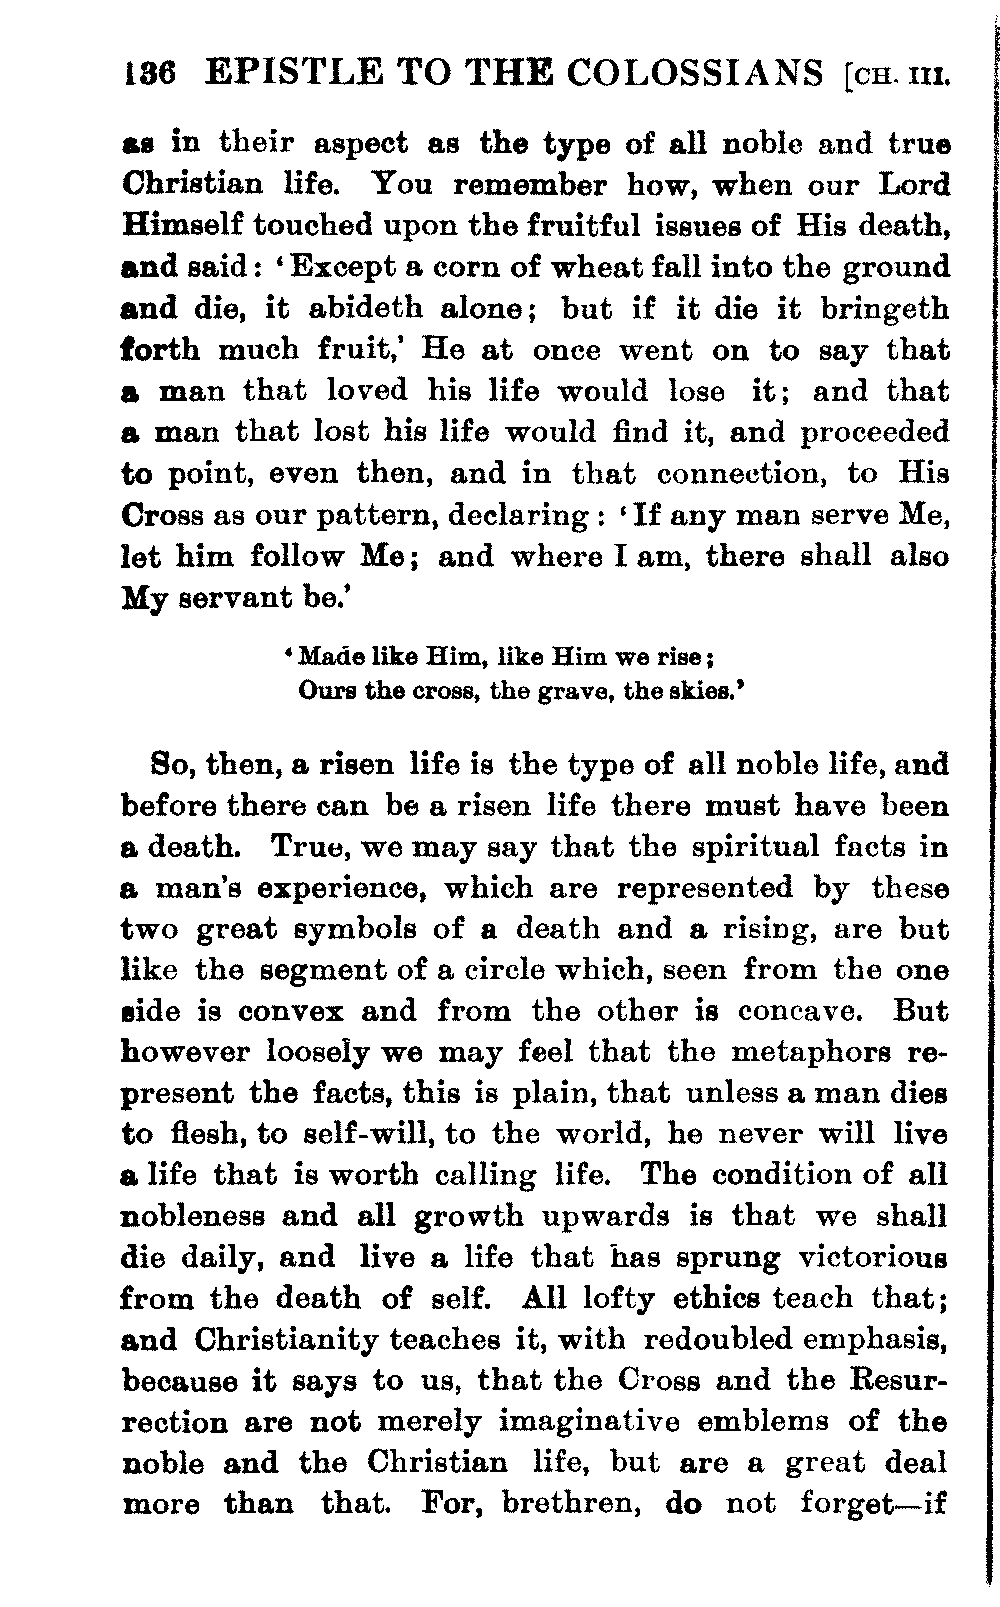 136 EPISTLE TO THE COLOSSIANS [CH. III.
as in their aspect as the type of all noble and true
Christian life. You remember how, when our Lord
Himself touched upon the fruitful issues of His death,
and said: ‘Except a corn of wheat fall into the ground
and die, it abideth alone; but if it die it bringeth
forth much fruit,’ He at once went on to say that
a man that loved his life would lose it; and that
a man that lost his life would find it, and proceeded
to point, even then, and in that connection, to His
Cross as our pattern, declaring: ‘If any man serve Me,
let him follow Me; and where I am, there shall also
My servant be.’
‘Made like Him, like Him we rise;
Ours the cross, the grave, the skies.’
So, then, a risen life is the type of all noble life, and
before there can be a risen life there must have been
a death. True, we may say that the spiritual facts in
a man’s experience, which are represented by these
two great symbols of a death and a rising, are but
like the segment of a circle which, seen from the one
side is convex and from the other is concave. But
however loosely we may feel that the metaphors re-
present the facts, this is plain, that unless a man dies
to flesh, to self-will, to the world, he never will live
a life that is worth calling life. The condition of all
nobleness and all growth upwards is that we shall
die daily, and live a life that has sprung victorious
from the death of self. All lofty ethics teach that;
and Christianity teaches it, with redoubled emphasis,
because it says to us, that the Cross and the Resur-
rection are not merely imaginative emblems of the
noble and the Christian life, but are a great deal
more than that. For, brethren, do not forget—if